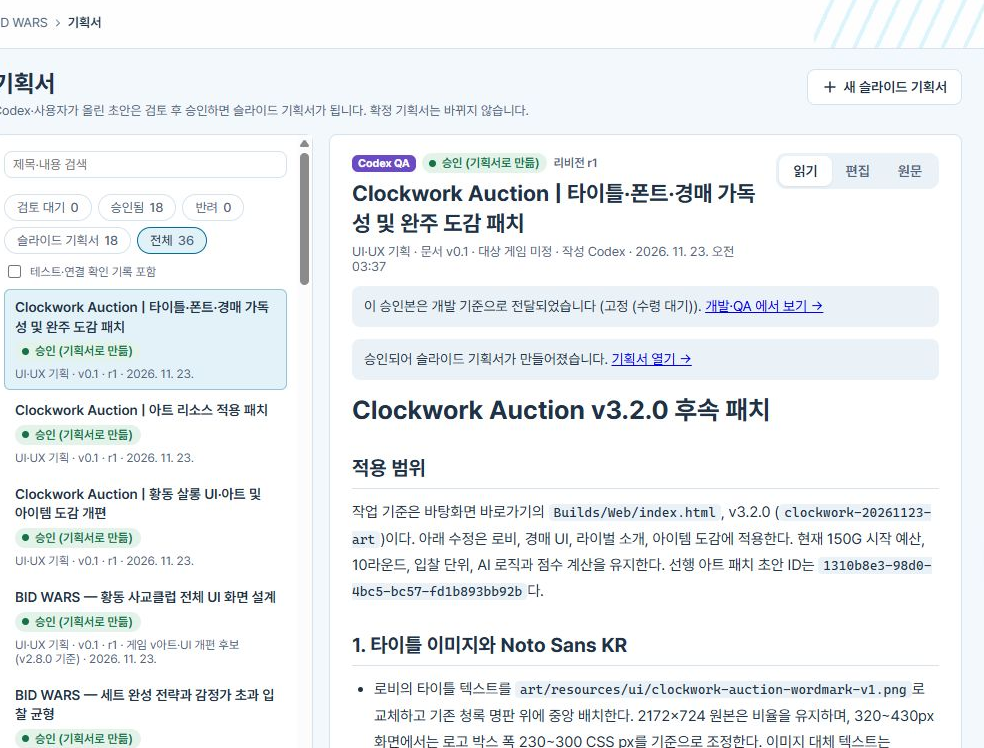 D WARS > 기획서
기획서
Codex·사용자가 올린 초안은 검토 후 승인하면 슬라이드 기획서가 됩니다. 확정 기획서는 바뀌지 않습니다.
+ 새 슬라이드 기획서
제목·내용 검색
검토 대기 0 승인됨 18 반려 0
슬라이드 기획서 18 전체 36
테스트·연결 확인 기록 포함
Clockwork Auction | 타이틀·폰트·경매 가독
성 및 완주 도감 패치
승인 (기획서로 만듦)
UI·UX 기획 · v0.1 · r1 · 2026. 11. 23.
Clockwork Auction | 아트 리소스 적용 패치
승인 (기획서로 만듦)
UI·UX 기획 · v0.1 · r1 · 2026. 11. 23.
Clockwork Auction | 황동 살롱 UI·아트 및
아이템 도감 개편
승인 (기획서로 만듦)
UI·UX 기획 · v0.1 · r1 · 2026. 11. 23.
BID WARS — 황동 사교클럽 전체 UI 화면 설계
승인 (기획서로 만듦)
UI·UX 기획 · v0.1 · r1 · 게임 v아트·UI 개편 후보
(v2.8.0 기준) · 2026. 11. 23.
BID WARS — 세트 완성 전략과 감정가 초과 입
찰 균형
승인 (기획서로 만듦)
Codex QA 승인 (기획서로 만듦) 리비전 r1
읽기 편집 원문
Clockwork Auction | 타이틀·폰트·경매 가독
성 및 완주 도감 패치
UI·UX 기획 · 문서 v0.1 · 대상 게임 미정 · 작성 Codex · 2026. 11. 23. 오전
03:37
이 승인본은 개발 기준으로 전달되었습니다 (고정 (수령 대기)). 개발·QA 에서 보기 →
승인되어 슬라이드 기획서가 만들어졌습니다. 기획서 열기 →
Clockwork Auction v3.2.0 후속 패치
적용 범위
작업 기준은 바탕화면 바로가기의 Builds/Web/index.html , v3.2.0 ( clockwork-20261123-
art )이다. 아래 수정은 로비, 경매 UI, 라이벌 소개, 아이템 도감에 적용한다. 현재 150G 시작 예산,
10라운드, 입찰 단위, AI 로직과 점수 계산을 유지한다. 선행 아트 패치 초안 ID는 1310b8e3-98d0-
4bc5-bc57-fd1b893bb92b 다.
1. 타이틀 이미지와 Noto Sans KR
• 로비의 타이틀 텍스트를 art/resources/ui/clockwork-auction-wordmark-v1.png 로
교체하고 기존 청록 명판 위에 중앙 배치한다. 2172×724 원본은 비율을 유지하며, 320~430px
화면에서는 로고 박스 폭 230~300 CSS px를 기준으로 조정한다. 이미지 대체 텍스트는